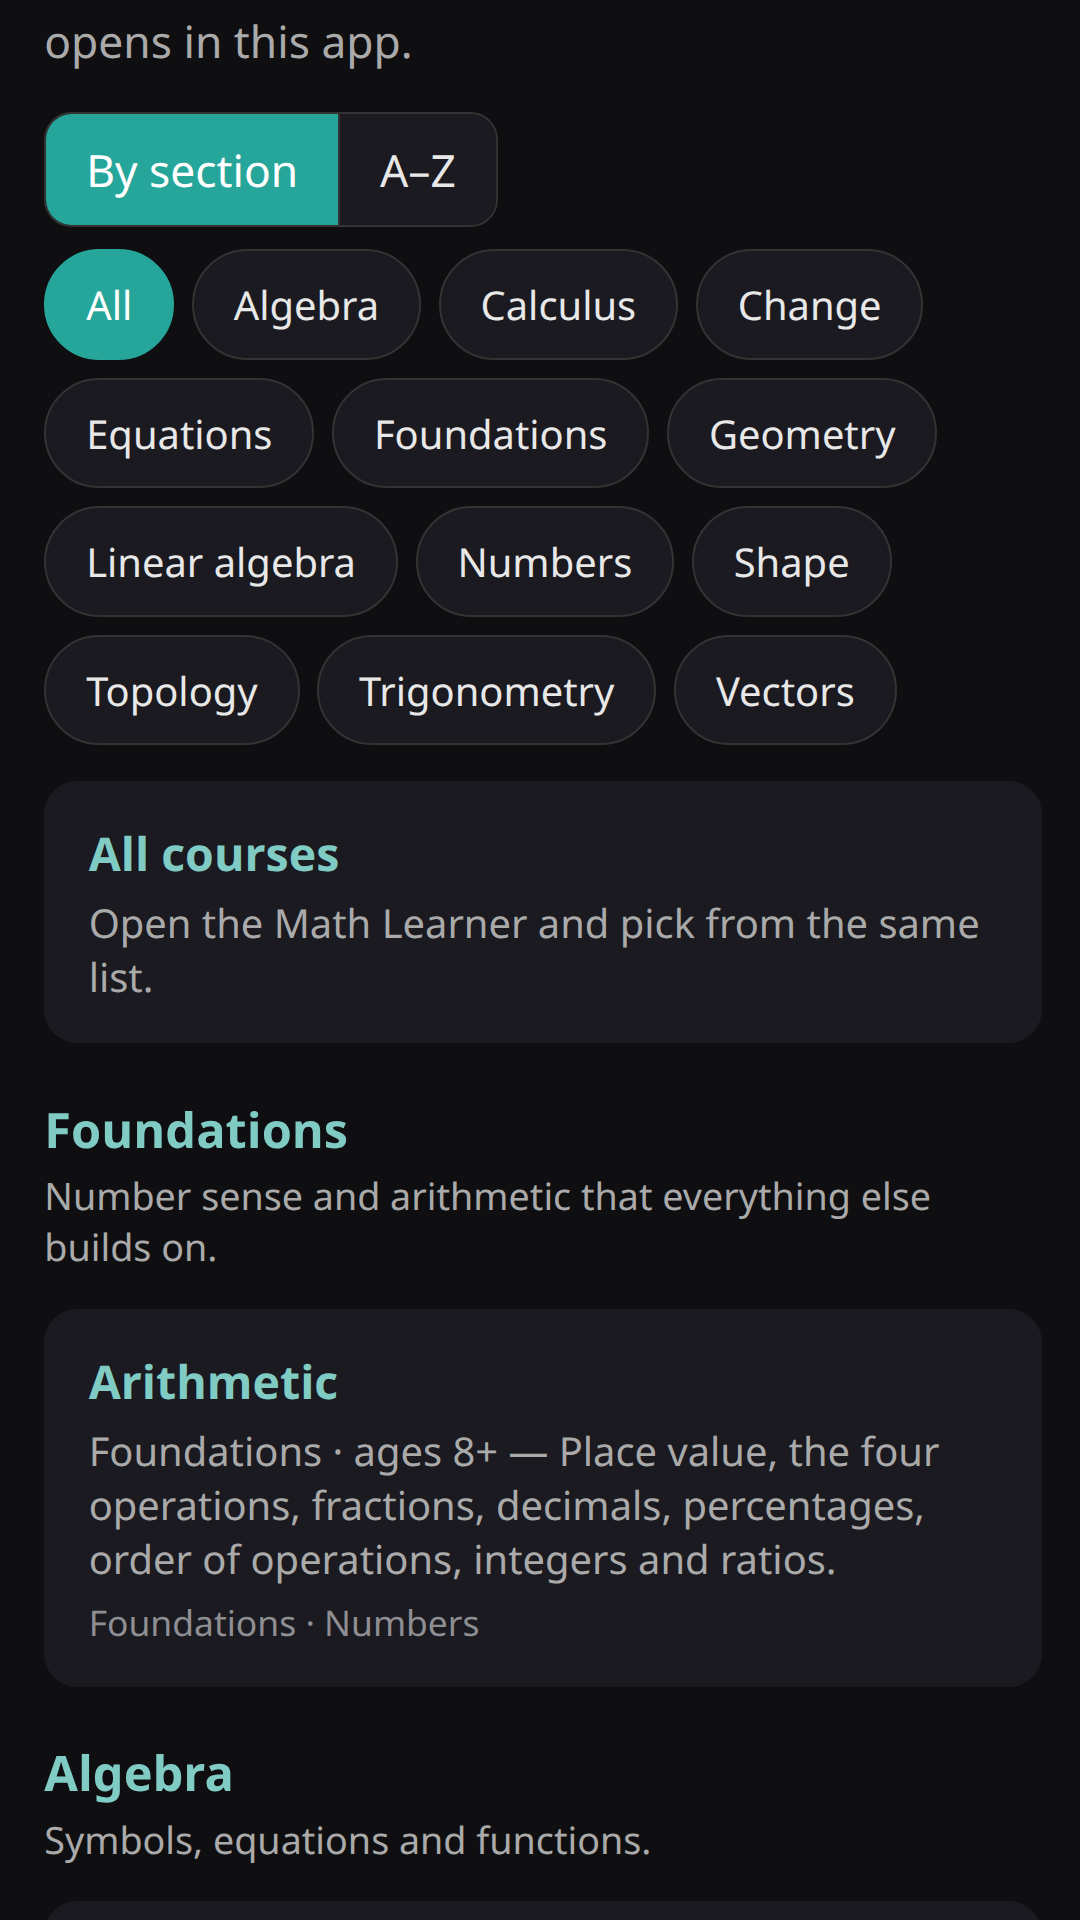 opens in this app.
By section A–Z
All Algebra Calculus Change
Equations Foundations Geometry
Linear algebra Numbers Shape
Topology Trigonometry Vectors
All courses
Open the Math Learner and pick from the same
list.
Foundations
Number sense and arithmetic that everything else
builds on.
Arithmetic
Foundations · ages 8+ — Place value, the four
operations, fractions, decimals, percentages,
order of operations, integers and ratios.
Foundations · Numbers
Algebra
Symbols, equations and functions.